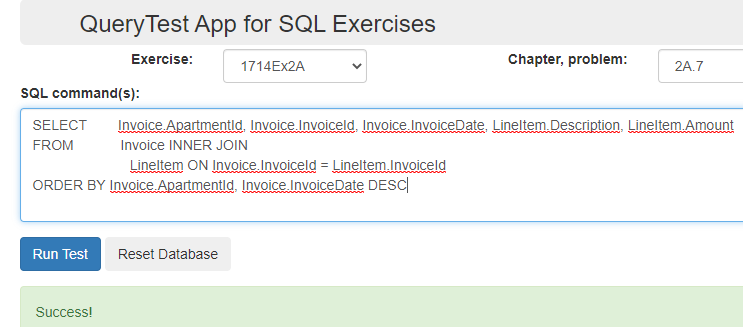 QueryTest App for SQL Exercises
Exercise: 1714Ex2A Chapter, problem: 2A.7
SQL command(s):
SELECT Invoice.ApartmentId, Invoice.InvoiceId, Invoice.InvoiceDate, LineItem.Description, LineItem.Amount
FROM Invoice INNER JOIN
LineItem ON Invoice.InvoiceId = LineItem.InvoiceId
ORDER BY Invoice.ApartmentId, Invoice.InvoiceDate DESC
Run Test Reset Database
Success!